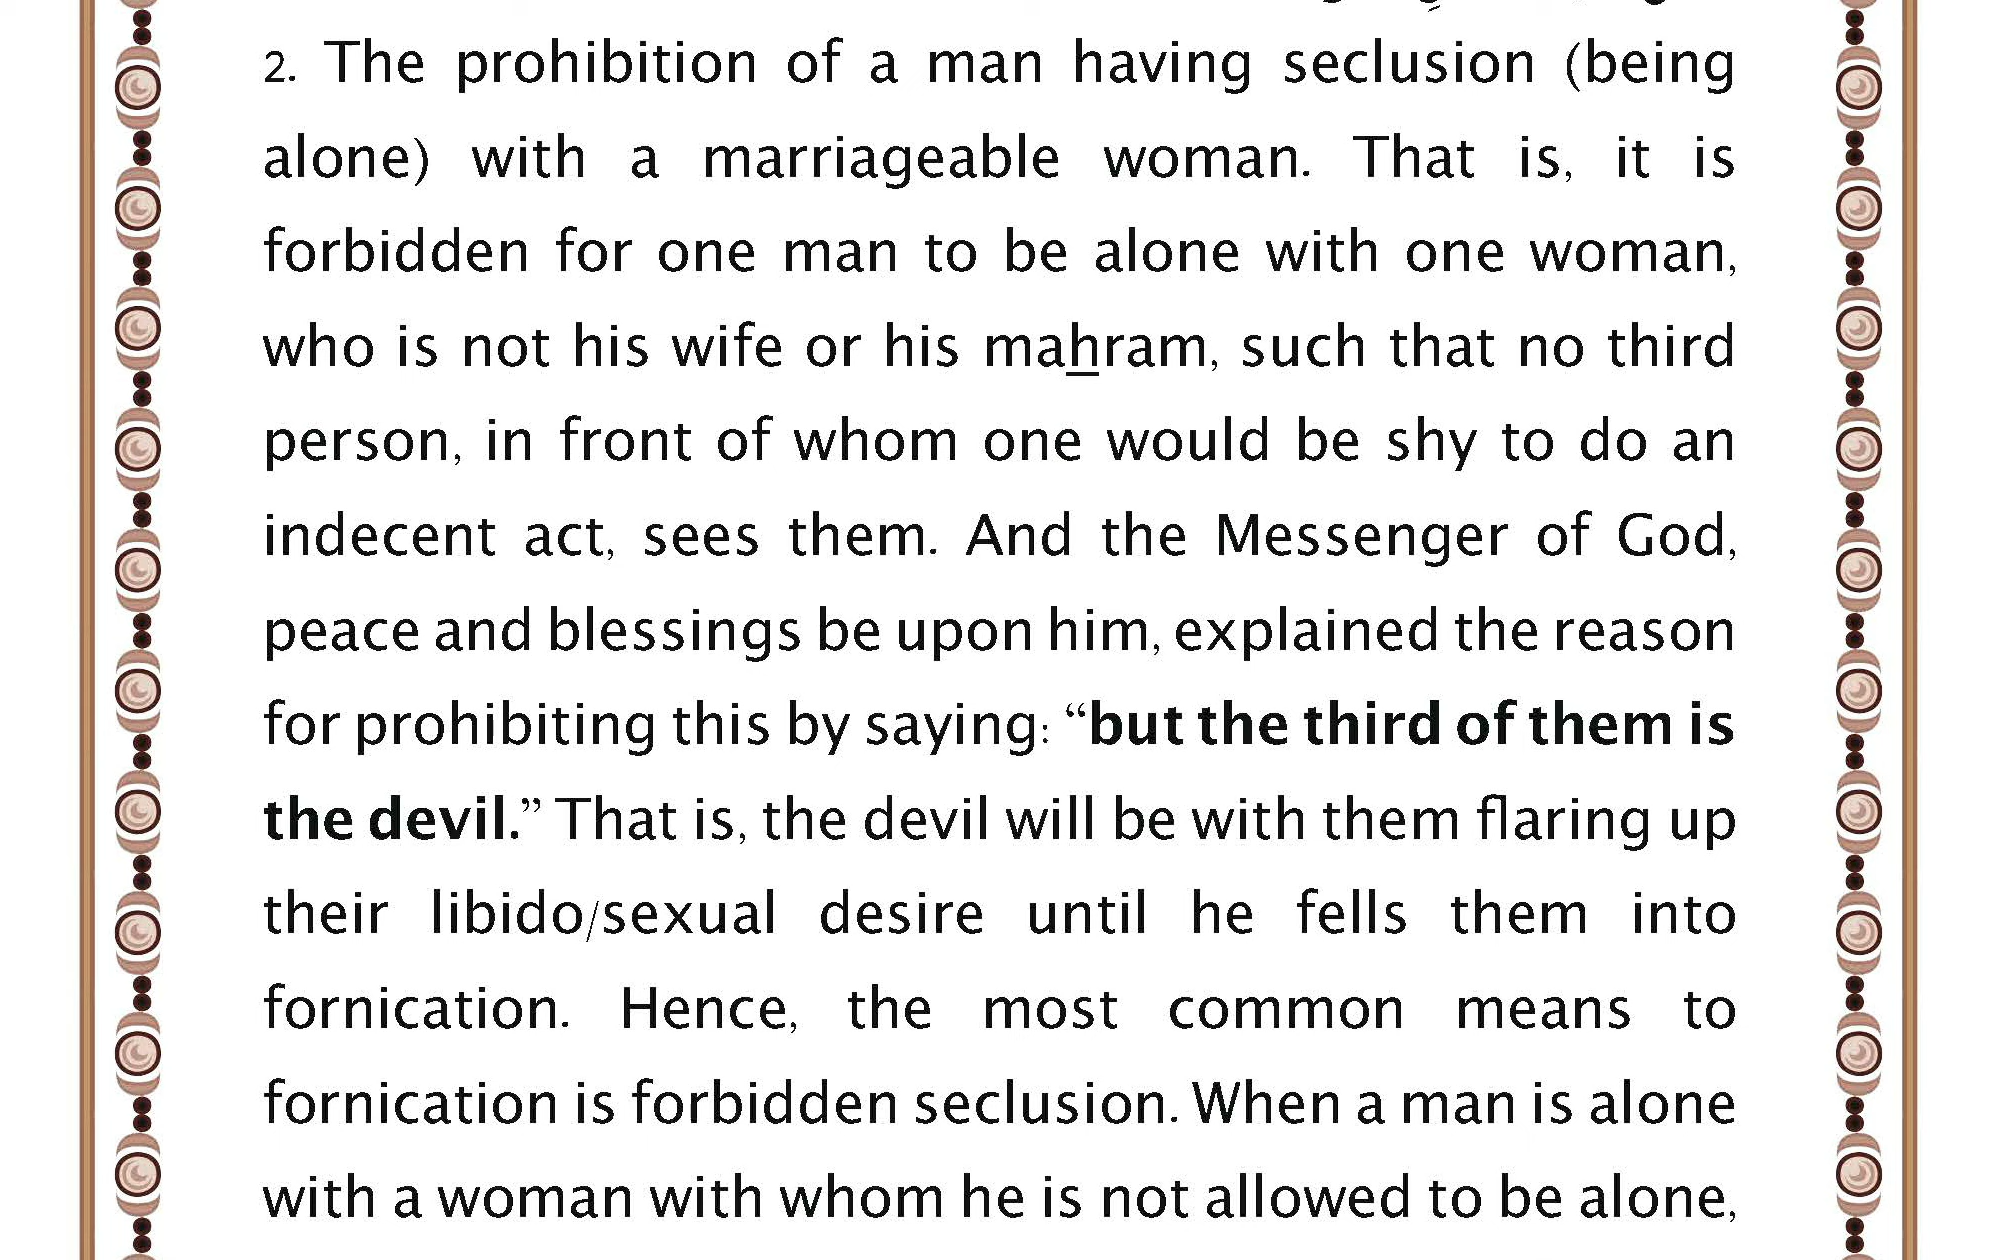 2. The prohibition of a man having seclusion (being
alone) with a marriageable woman. That is, it is
forbidden for one man to be alone with one woman,
who is not his wife or his mahram, such that no third
person, in front of whom one would be shy to do an
indecent act, sees them. And the Messenger of God,
peace and blessings be upon him, explained the reason
for prohibiting this by saying: “but the third of them is
the devil.” That is, the devil will be with them flaring up
their libido/sexual desire until he fells them into
fornication. Hence, the most common means to
fornication is forbidden seclusion. When a man is alone
with a woman with whom he is not allowed to be alone,